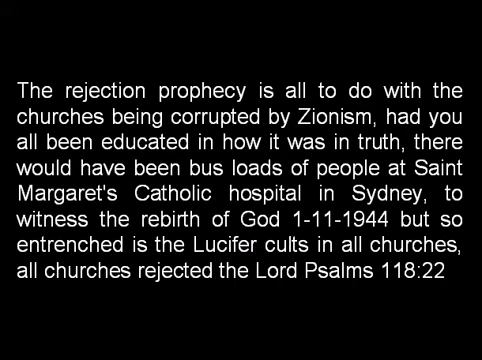 The rejection prophecy is all to do with the
churches being corrupted by Zionism, had you
all been educated in how it was in truth, there
would have been bus loads of people at Saint
Margaret's Catholic hospital in Sydney, to
witness the rebirth of God 1-11-1944 but so
entrenched is the Lucifer cults in all churches,
all churches rejected the Lord Psalms 118:22